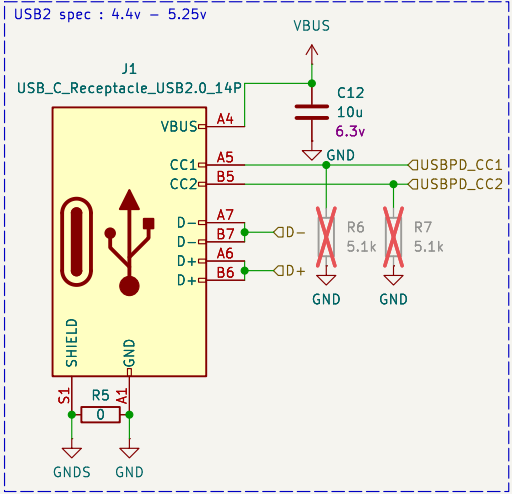 USB2 spec : 4.4v - 5.25v
VBUS
J1
USB_C_Receptacle_USB2.0_14P
C12
10u
6.3v
GND
VBUS A4
CC1 A5 USBPD_CC1
CC2 B5 USBPD_CC2
D- A7
D- B7 D-
D+ A6
D+ B6 D+
R6
5.1k
R7
5.1k
GND
GND
SHIELD
GND
S1
R5
0
A1
GNDS
GND